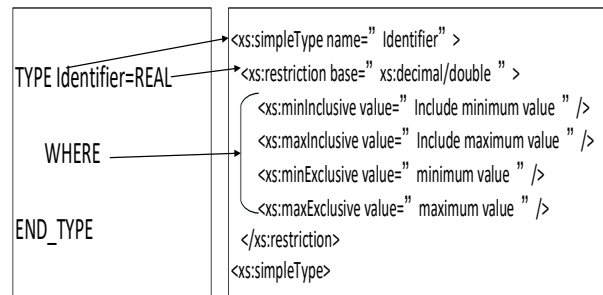 TYPE Identifier=REAL
WHERE
END_TYPE
<xs:simpleType name=” Identifier” >
<xs:restriction base=” xs:decimal/double ” >
<xs:minInclusive value=” Include minimum value ” />
<xs:maxInclusive value=” Include maximum value ” />
<xs:minExclusive value=” minimum value ” />
<xs:maxExclusive value=” maximum value ” />
</xs:restriction>
<xs:simpleType>